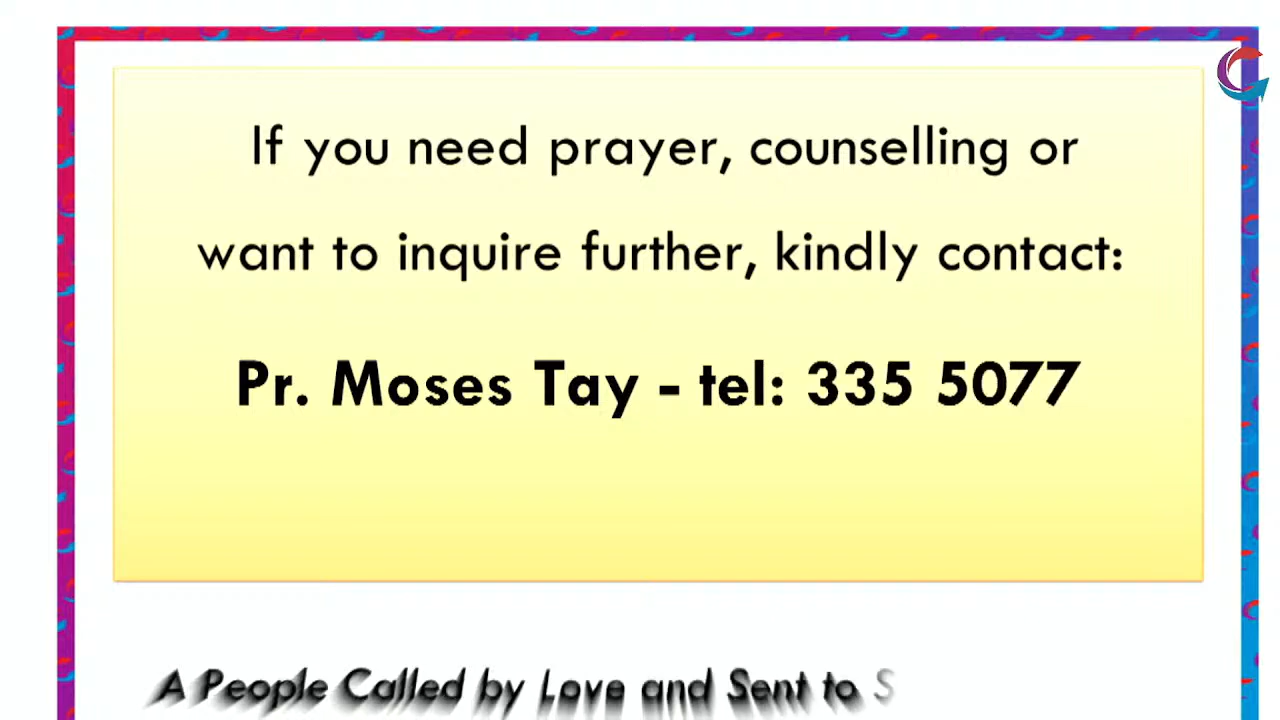 If you need prayer, counselling or
want to inquire further, kindly contact:
Pr. Moses Tay - tel: 335 5077
A People Called by Love and Sent to S